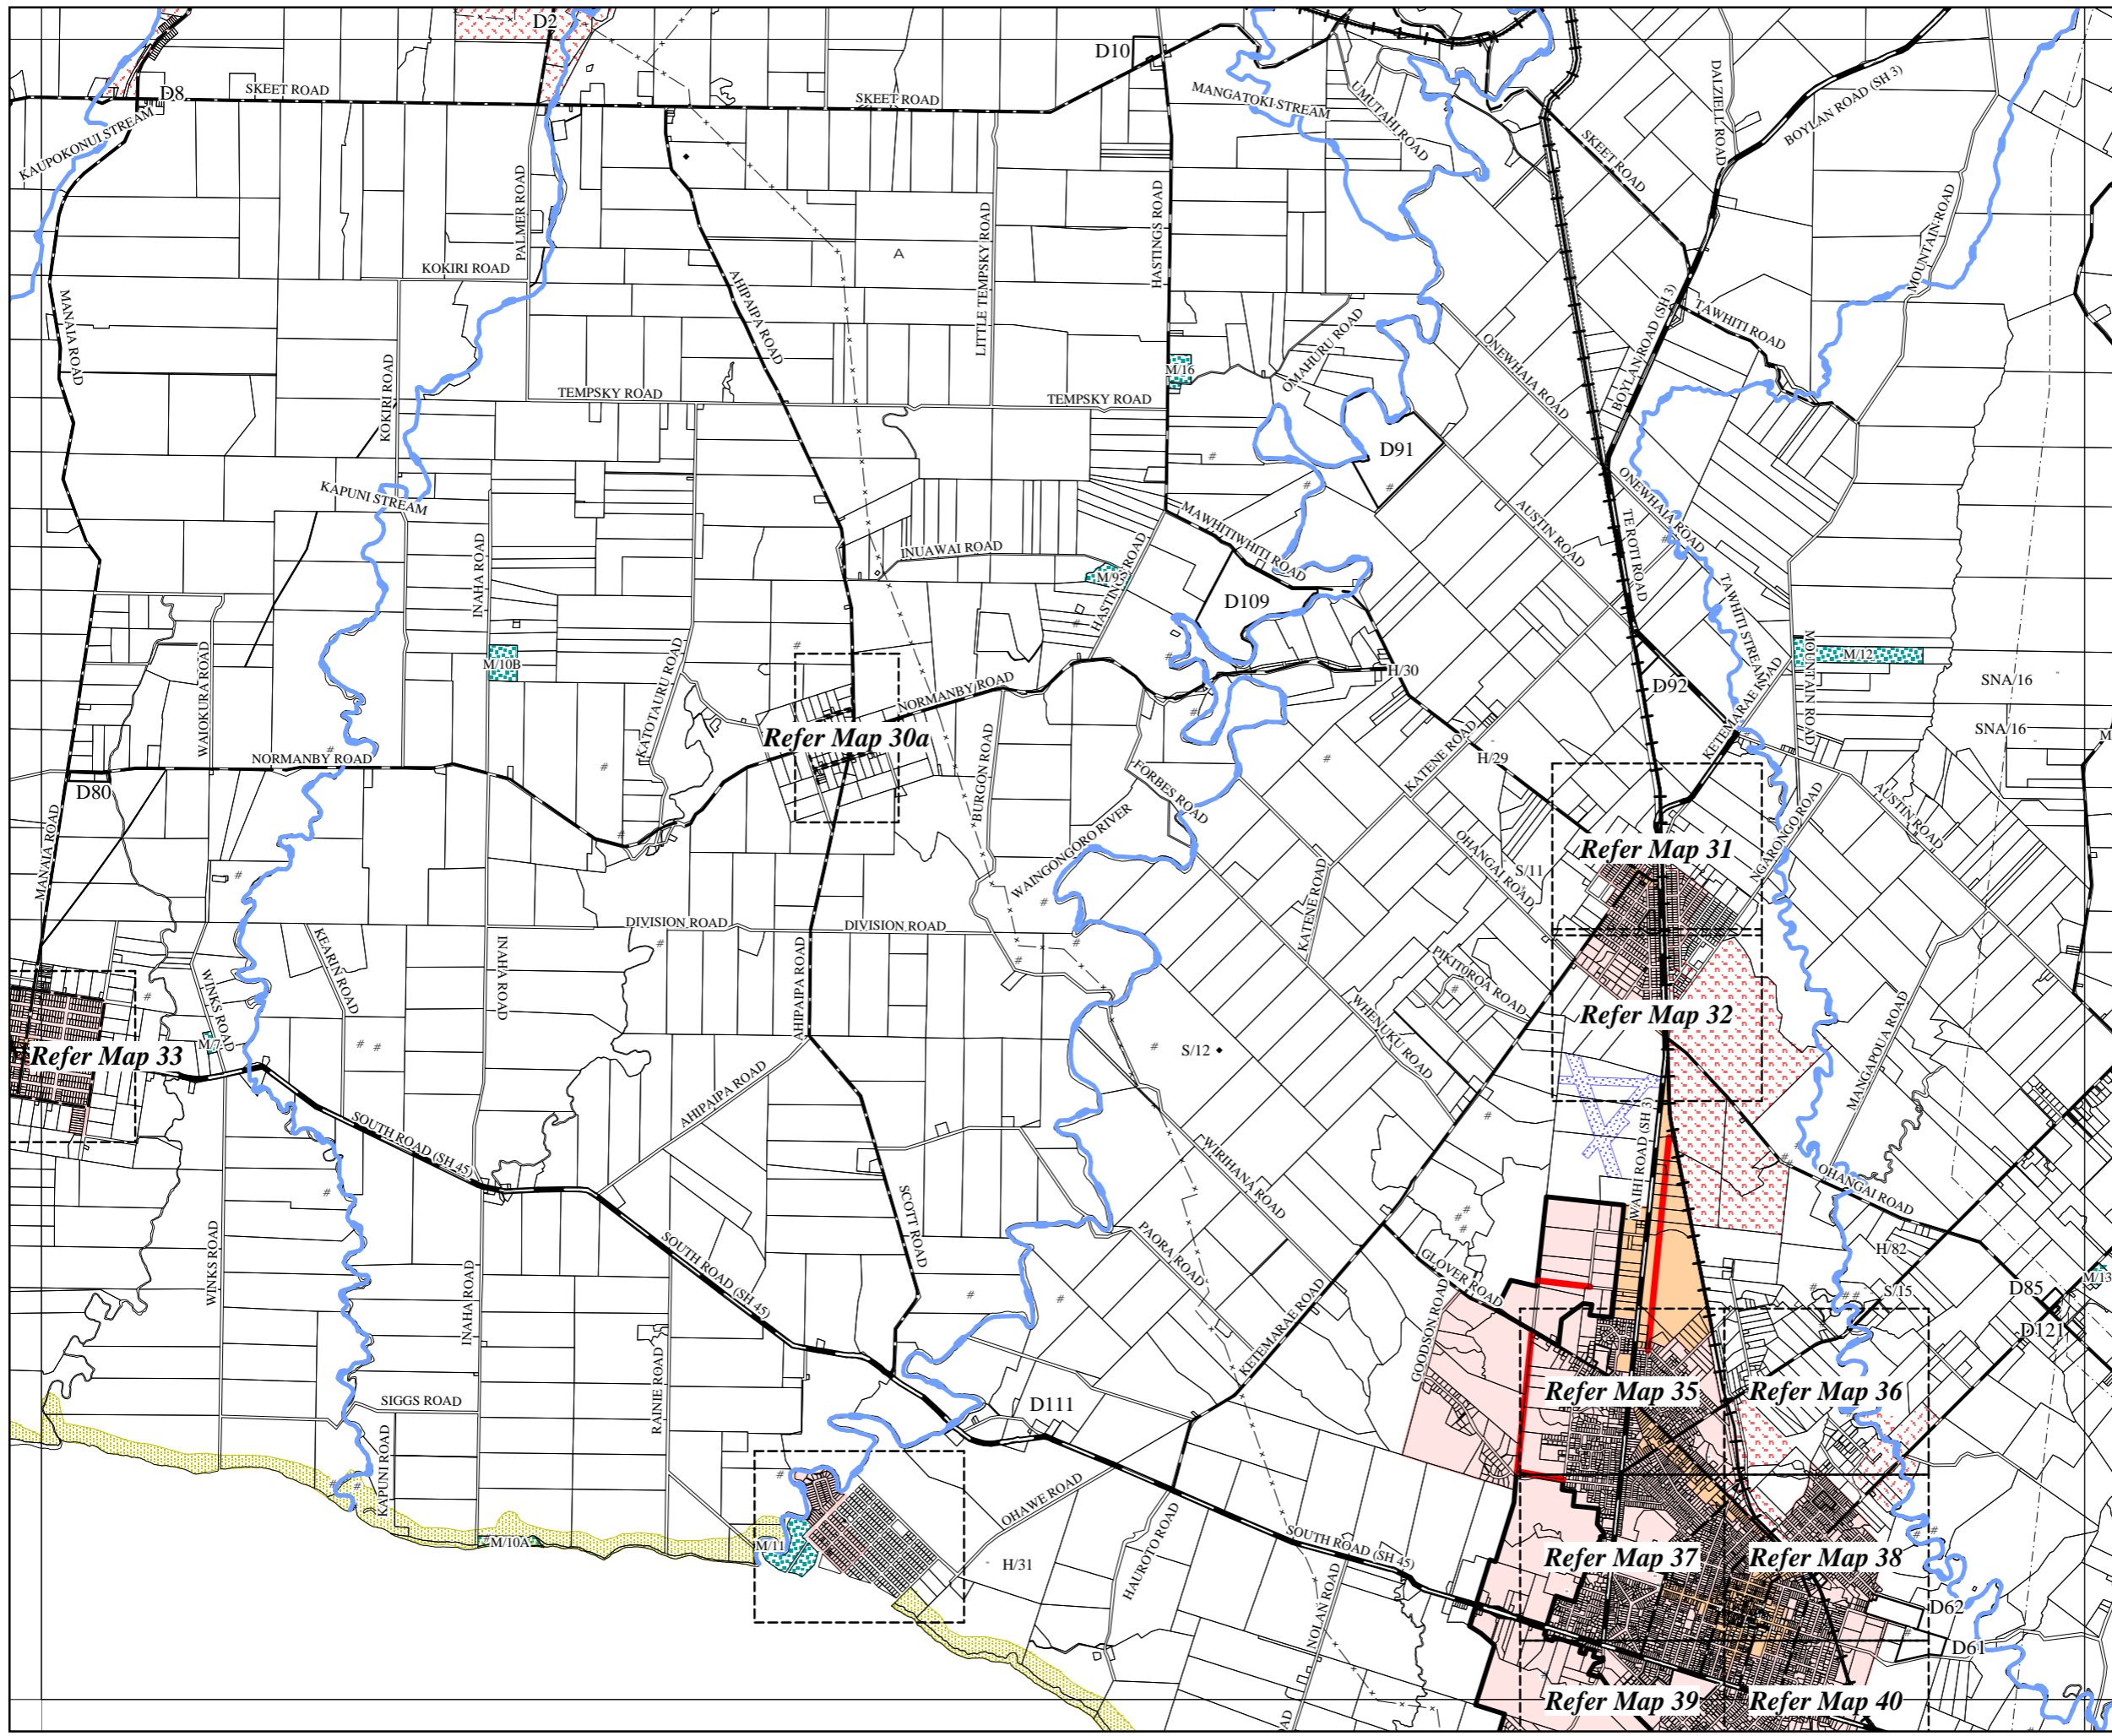 D2
D10
D8
SKEET ROAD
SKEET ROAD
KAUPOKONUI STREAM
MANGATOKI STREAM
UMUTAHI ROAD
SKEET ROAD
DALZIELL ROAD
BOYLAN ROAD (SH 3)
PALMER ROAD
KOKIRI ROAD
AHIPAIPA ROAD
A
LITTLE TEMPSKY ROAD
HASTINGS ROAD
MOUNTAIN ROAD
MANAIA ROAD
KOKIRI ROAD
TEMPSKY ROAD
TEMPSKY ROAD
M/16
OMAHURU ROAD
ONEWHAIA ROAD
BOYLAN ROAD (SH 3)
TAWHITI ROAD
D91
KAPUNI STREAM
INAHA ROAD
INUAWAI ROAD
M/95
HASTINGS ROAD
MAWHITIWHITI ROAD
D109
AUSTIN ROAD
TE ROTI ROAD
ONEWHAIA ROAD
TAWHITI STREAM
WAIOKURA ROAD
M/10B
KATOTAURU ROAD
NORMANBY ROAD
H/30
D92
KETEMARAE ROAD
MOUNTAIN ROAD
M/12
SNA/16
SNA/16
M
NORMANBY ROAD
D80
Refer Map 30a
BURGON ROAD
FORBES ROAD
WAINGONGORO RIVER
KATENE ROAD
H/29
OHANGAI ROAD
S/11
Refer Map 31
NGARONGO ROAD
AUSTIN ROAD
MANAIA ROAD
KEARIN ROAD
WINKS ROAD
INAHA ROAD
DIVISION ROAD
DIVISION ROAD
AHIPAIPA ROAD
KATENE ROAD
PIKITOROA ROAD
WHENUKU ROAD
Refer Map 32
MANGAPOUA ROAD
M/7
Refer Map 33
S/12
SOUTH ROAD (SH 45)
AHIPAIPA ROAD
WIRIHANA ROAD
WAIHI ROAD (SH 3)
OHANGAI ROAD
WINKS ROAD
INAHA ROAD
SOUTH ROAD (SH 45)
SCOTT ROAD
PAORA ROAD
KETEMARAE ROAD
GLOVER ROAD
GOODSON ROAD
H/82
S/15
D85
M/13
D121
SIGGS ROAD
KAPUNI ROAD
RAINIE ROAD
D111
Refer Map 35
Refer Map 36
M/10A
M/11
OHAWE ROAD
H/31
HAUROTO ROAD
SOUTH ROAD (SH 45)
NOLAN ROAD
Refer Map 37
Refer Map 38
D62
D61
Refer Map 39
Refer Map 40
AD